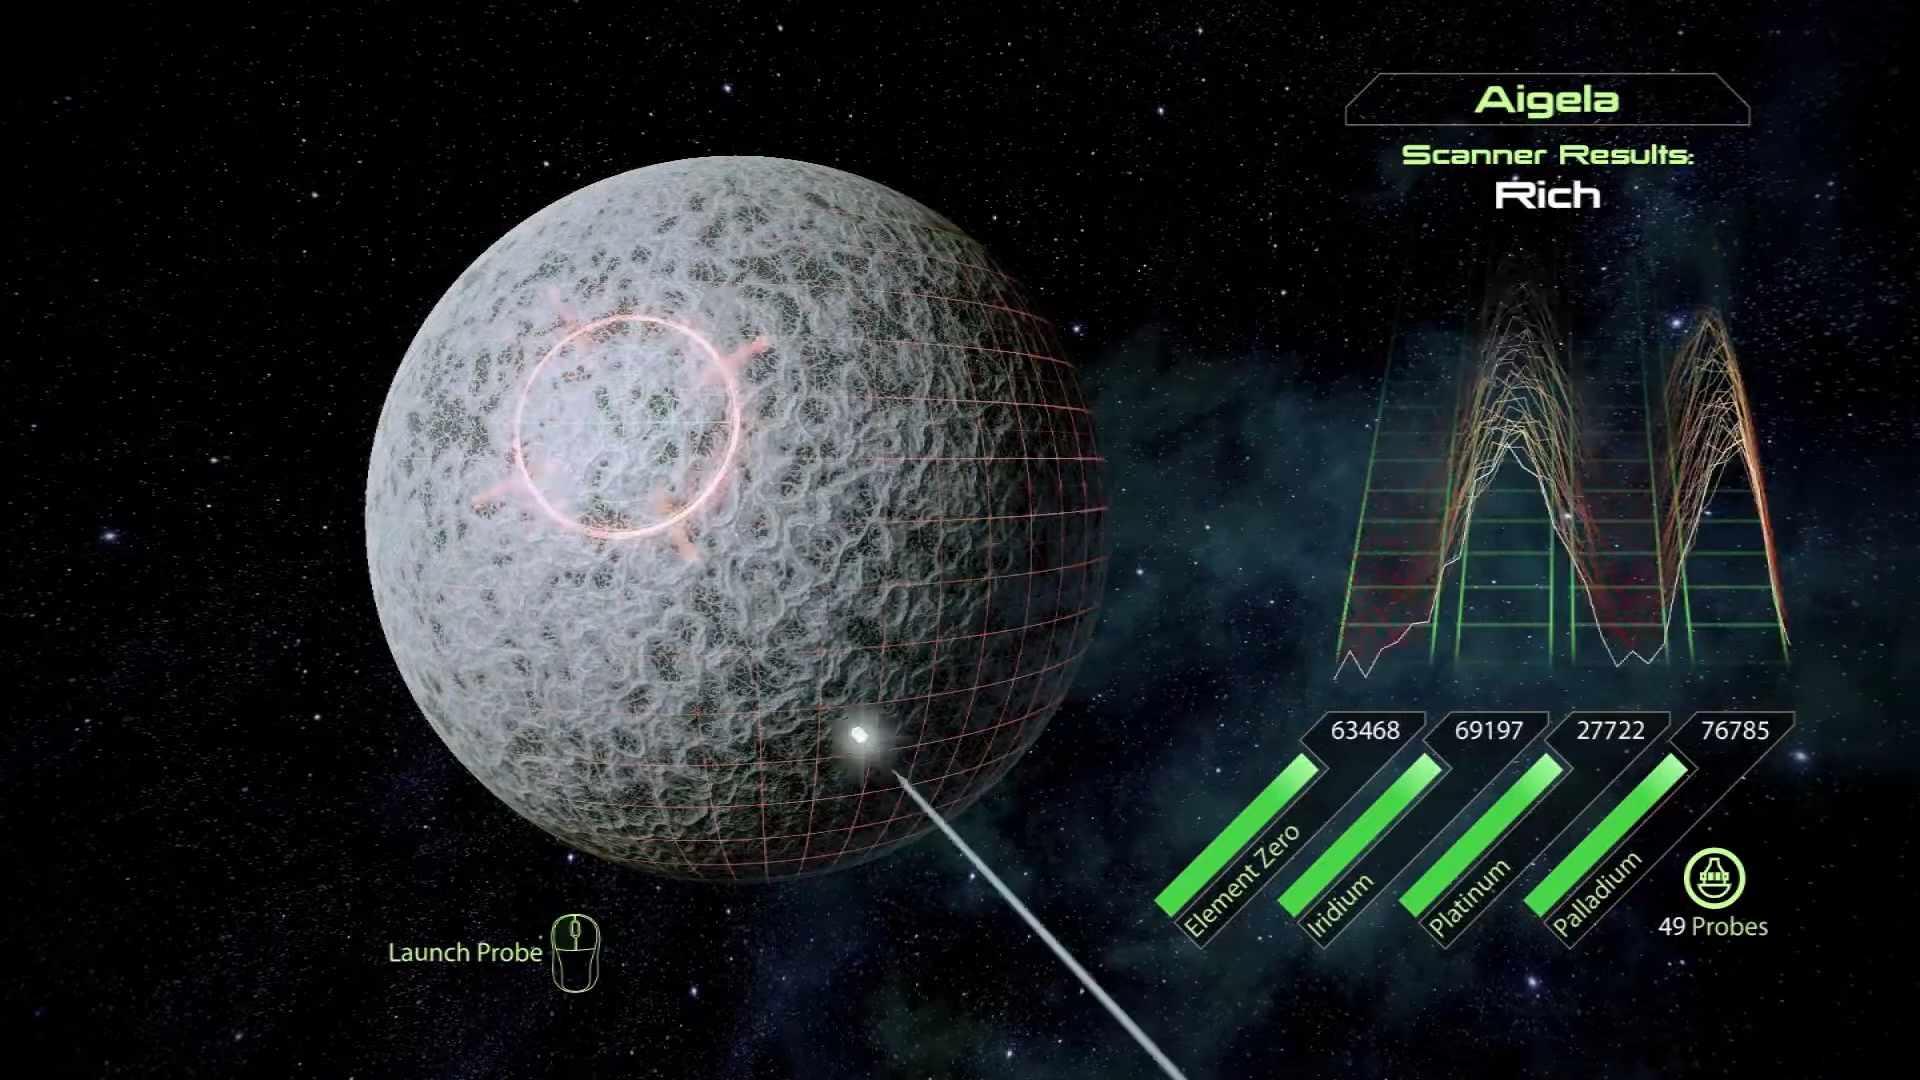 Aigela
Scanner Results:
Rich
63468
69197
27722
76785
Element Zero
Iridium
Platinum
Palladium
49 Probes
Launch Probe